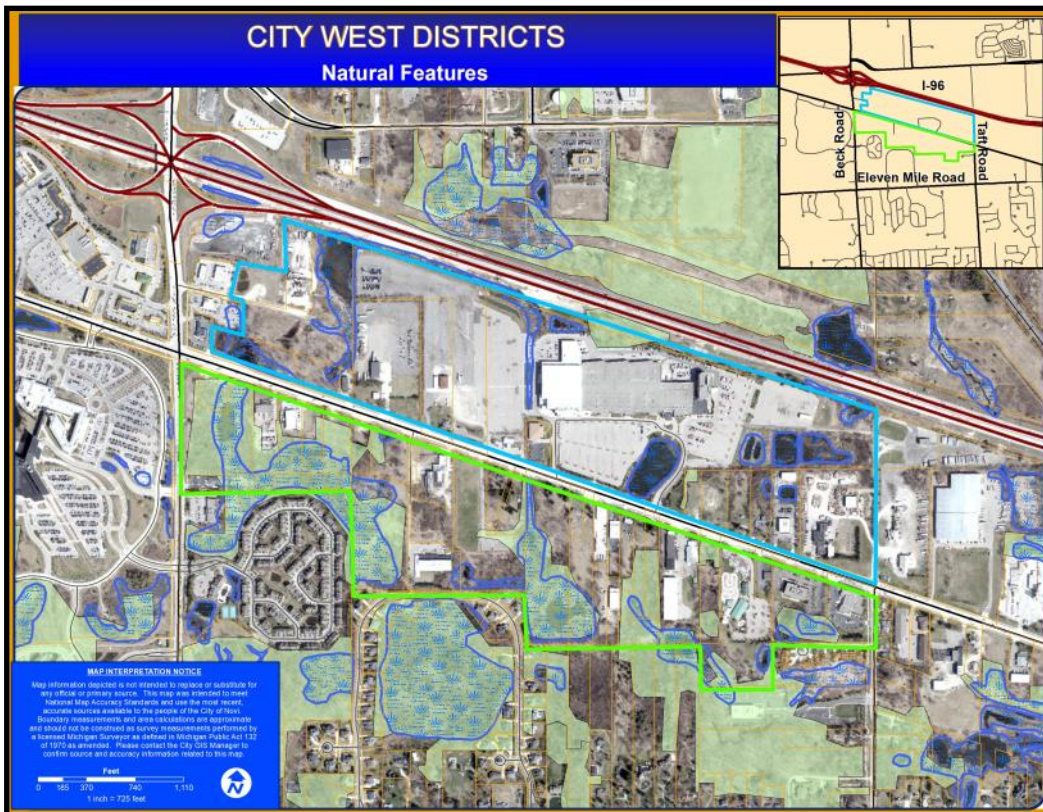 CITY WEST DISTRICTS
Natural Features
I-96
Beck Road
Taft Road
Eleven Mile Road
MAP INTERPRETATION NOTICE
Map information depicted is not intended to replace or substitute for
any official or primary source. This map was intended to meet
National Map Accuracy Standards and use the most recent,
accurate sources available to the people of the City of Novi.
Boundary measurements and area calculations are approximate
and should not be construed as survey measurements performed by
a licensed Michigan Surveyor as defined in Michigan Public Act 132
of 1970 as amended. Please contact the City GIS Manager to
confirm source and accuracy information related to this map.
Feet
0 185 370 740 1,110
1 inch = 725 feet
N